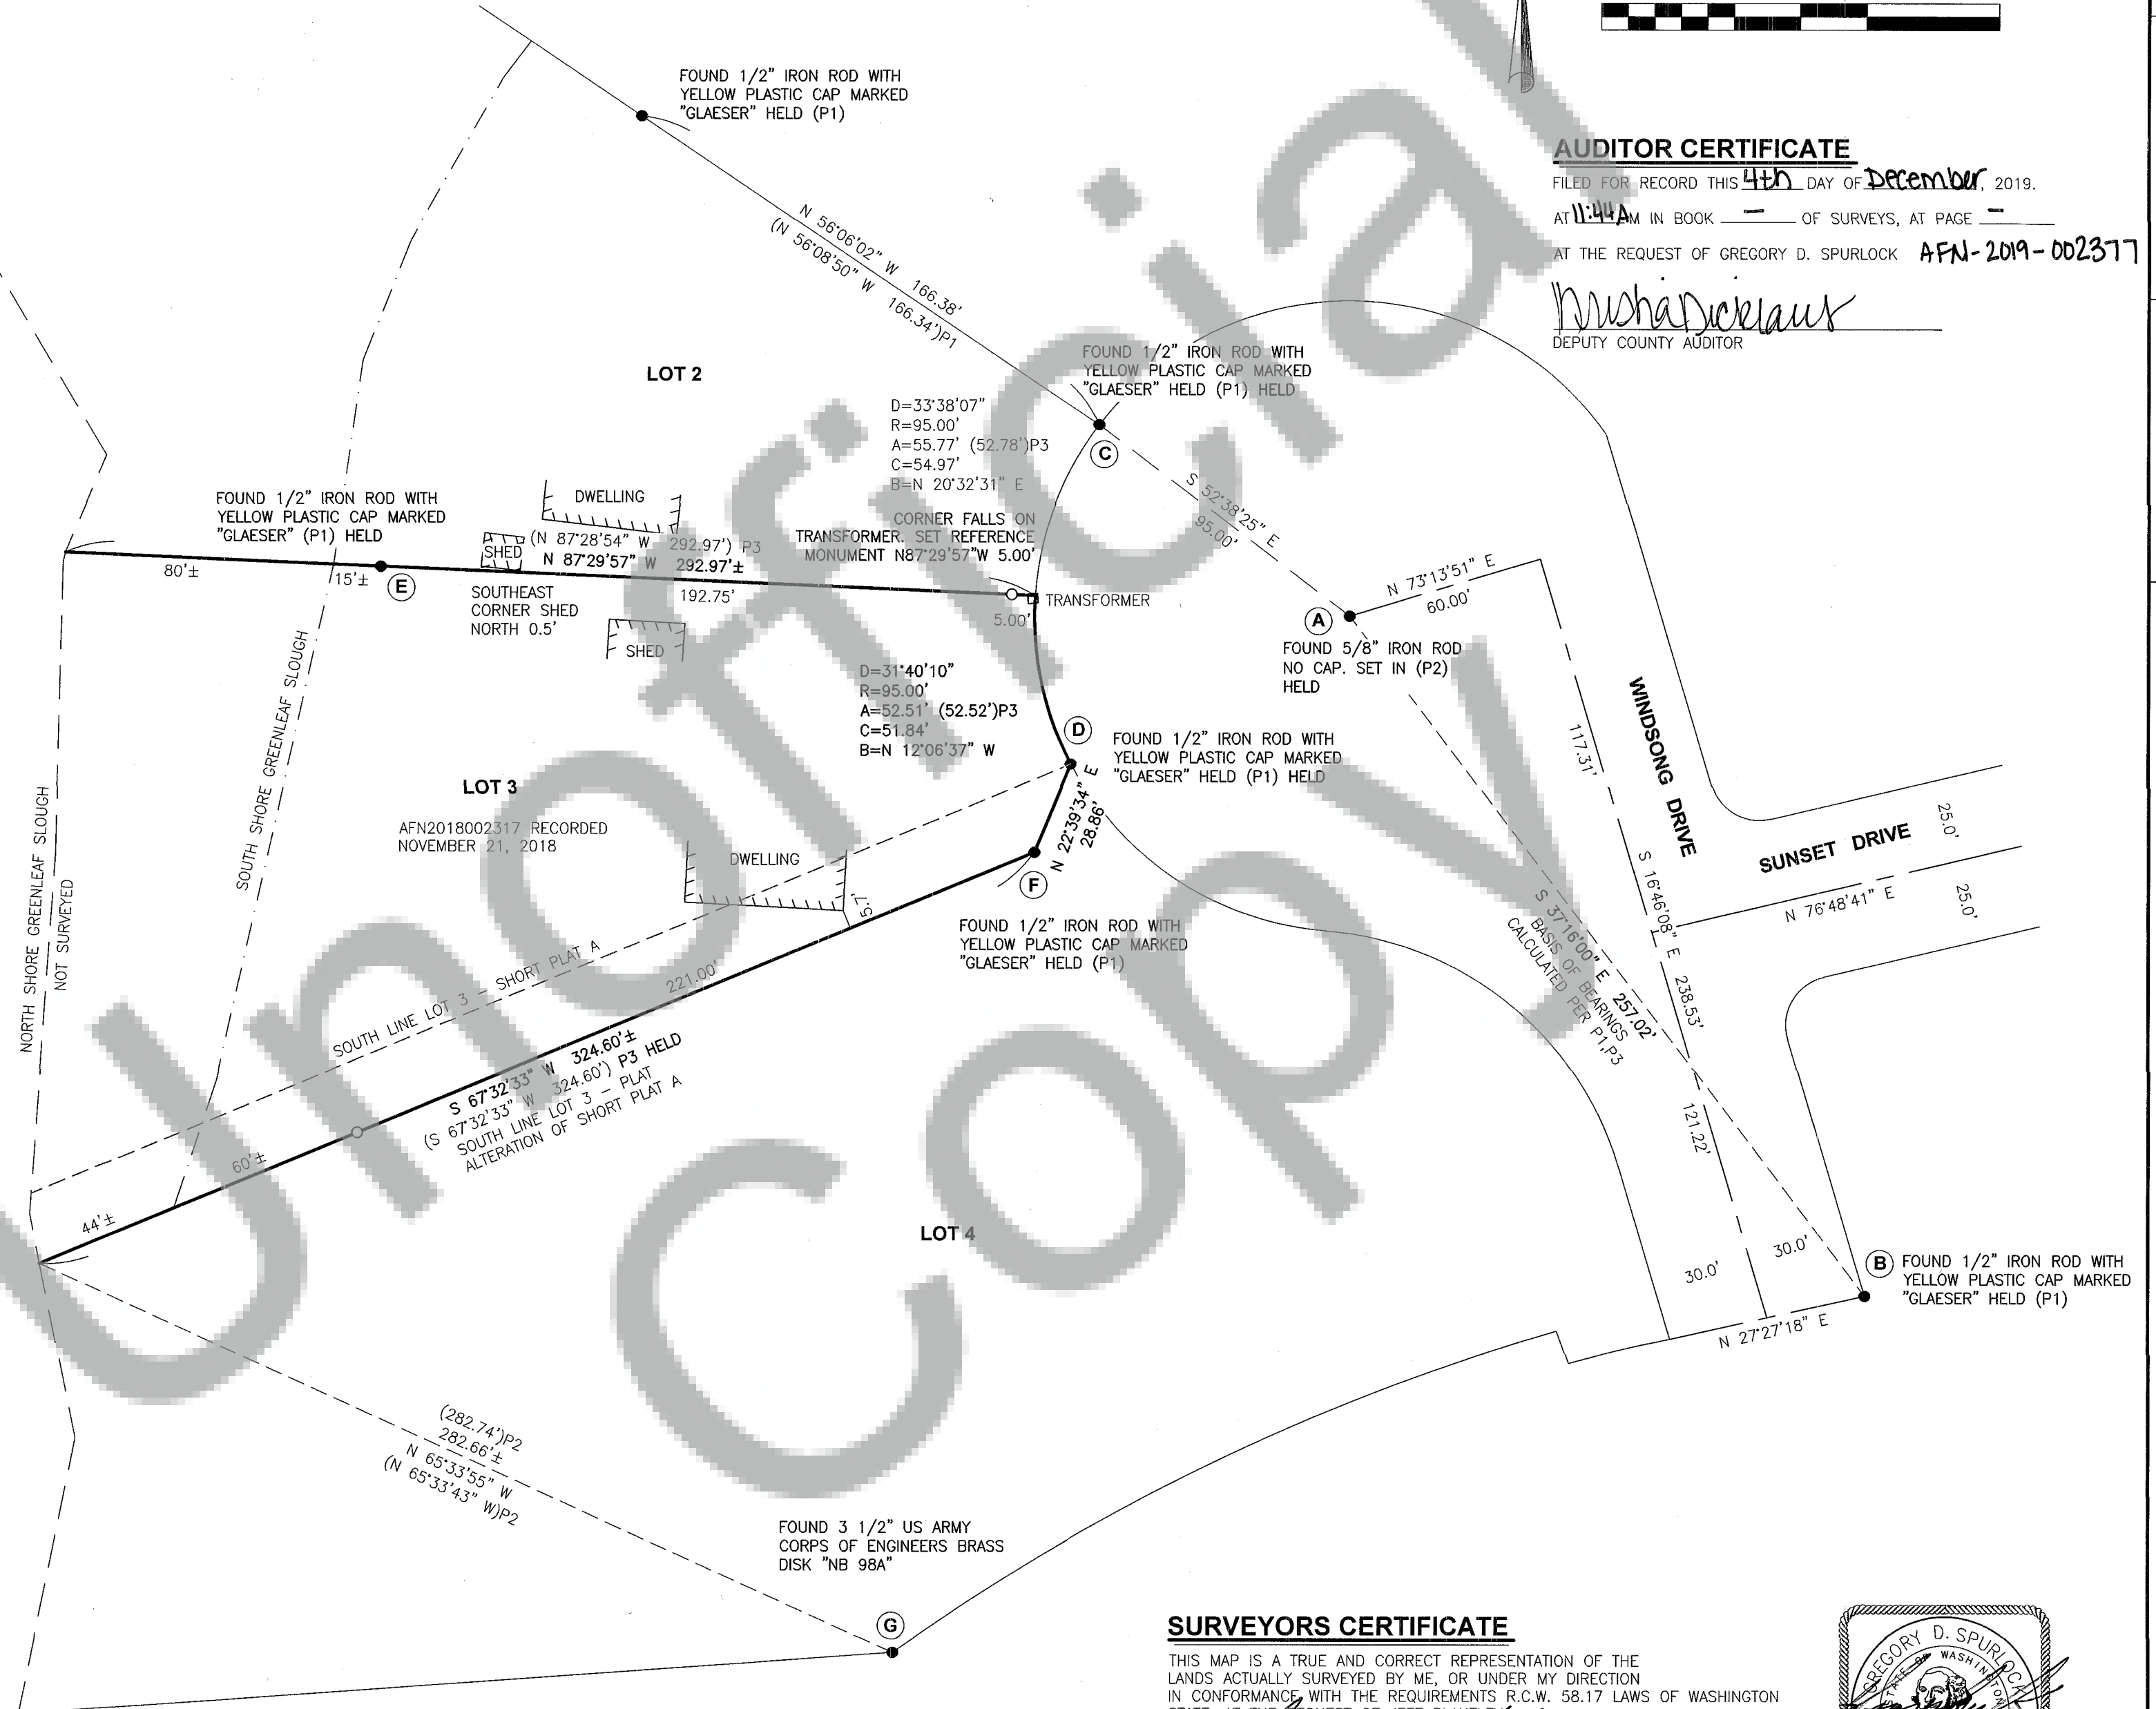 FOUND 1/2" IRON ROD WITH
YELLOW PLASTIC CAP MARKED
"GLAESER" HELD (P1)
AUDITOR CERTIFICATE
FILED FOR RECORD THIS 4th DAY OF December, 2019.
AT 11:44A M IN BOOK - OF SURVEYS, AT PAGE -
AT THE REQUEST OF GREGORY D. SPURLOCK AFN-2019-002377
DEPUTY COUNTY AUDITOR
N 56°06'02" W 166.38'
(N 56°08'50" W 166.34')P1
LOT 2
FOUND 1/2" IRON ROD WITH
YELLOW PLASTIC CAP MARKED
"GLAESER" HELD (P1) HELD
C
D=33°38'07"
R=95.00'
A=55.77' (52.78')P3
C=54.97'
B=N 20°32'31" E
S 52°38'25" E
95.00'
FOUND 1/2" IRON ROD WITH
YELLOW PLASTIC CAP MARKED
"GLAESER" (P1) HELD
DWELLING
SHED
(N 87°28'54" W 292.97') P3
N 87°29'57" W 292.97'±
CORNER FALLS ON
TRANSFORMER. SET REFERENCE
MONUMENT N87°29'57"W 5.00'
80'±
15'±
E
SOUTHEAST
CORNER SHED
NORTH 0.5'
192.75'
5.00'
TRANSFORMER
SHED
N 73°13'51" E
60.00'
A
FOUND 5/8" IRON ROD
NO CAP. SET IN (P2)
HELD
D=31°40'10"
R=95.00'
A=52.51' (52.52')P3
C=51.84'
B=N 12°06'37" W
D
FOUND 1/2" IRON ROD WITH
YELLOW PLASTIC CAP MARKED
"GLAESER" HELD (P1) HELD
WINDSONG DRIVE
117.31'
SUNSET DRIVE
25.0'
N 76°48'41" E
25.0'
S 16°46'08" E 238.53'
LOT 3
AFN2018002317 RECORDED
NOVEMBER 21, 2018
DWELLING
5.7'
N 22°39'34" E
28.86'
F
FOUND 1/2" IRON ROD WITH
YELLOW PLASTIC CAP MARKED
"GLAESER" HELD (P1)
NORTH SHORE GREENLEAF SLOUGH
NOT SURVEYED
SOUTH SHORE GREENLEAF SLOUGH
SOUTH SHORE GREENLEAF SLOUGH
SOUTH LINE LOT 3 - SHORT PLAT A
221.00'
S 67°32'33" W 324.60'±
(S 67°32'33" W 324.60') P3 HELD
SOUTH LINE LOT 3 - PLAT
ALTERATION OF SHORT PLAT A
60'±
44'±
S 37°16'00" E 257.02'
BASIS OF BEARINGS
CALCULATED PER P1,P3
121.22'
LOT 4
30.0'
30.0'
B
FOUND 1/2" IRON ROD WITH
YELLOW PLASTIC CAP MARKED
"GLAESER" HELD (P1)
N 27°27'18" E
(282.74')P2
282.66'±
N 65°33'55" W
(N 65°33'43" W)P2
FOUND 3 1/2" US ARMY
CORPS OF ENGINEERS BRASS
DISK "NB 98A"
G
SURVEYORS CERTIFICATE
THIS MAP IS A TRUE AND CORRECT REPRESENTATION OF THE
LANDS ACTUALLY SURVEYED BY ME, OR UNDER MY DIRECTION
IN CONFORMANCE WITH THE REQUIREMENTS R.C.W. 58.17 LAWS OF WASHINGTON
GREGORY D. SPURLOCK
STATE OF WASHINGTON
Unofficial
Copy